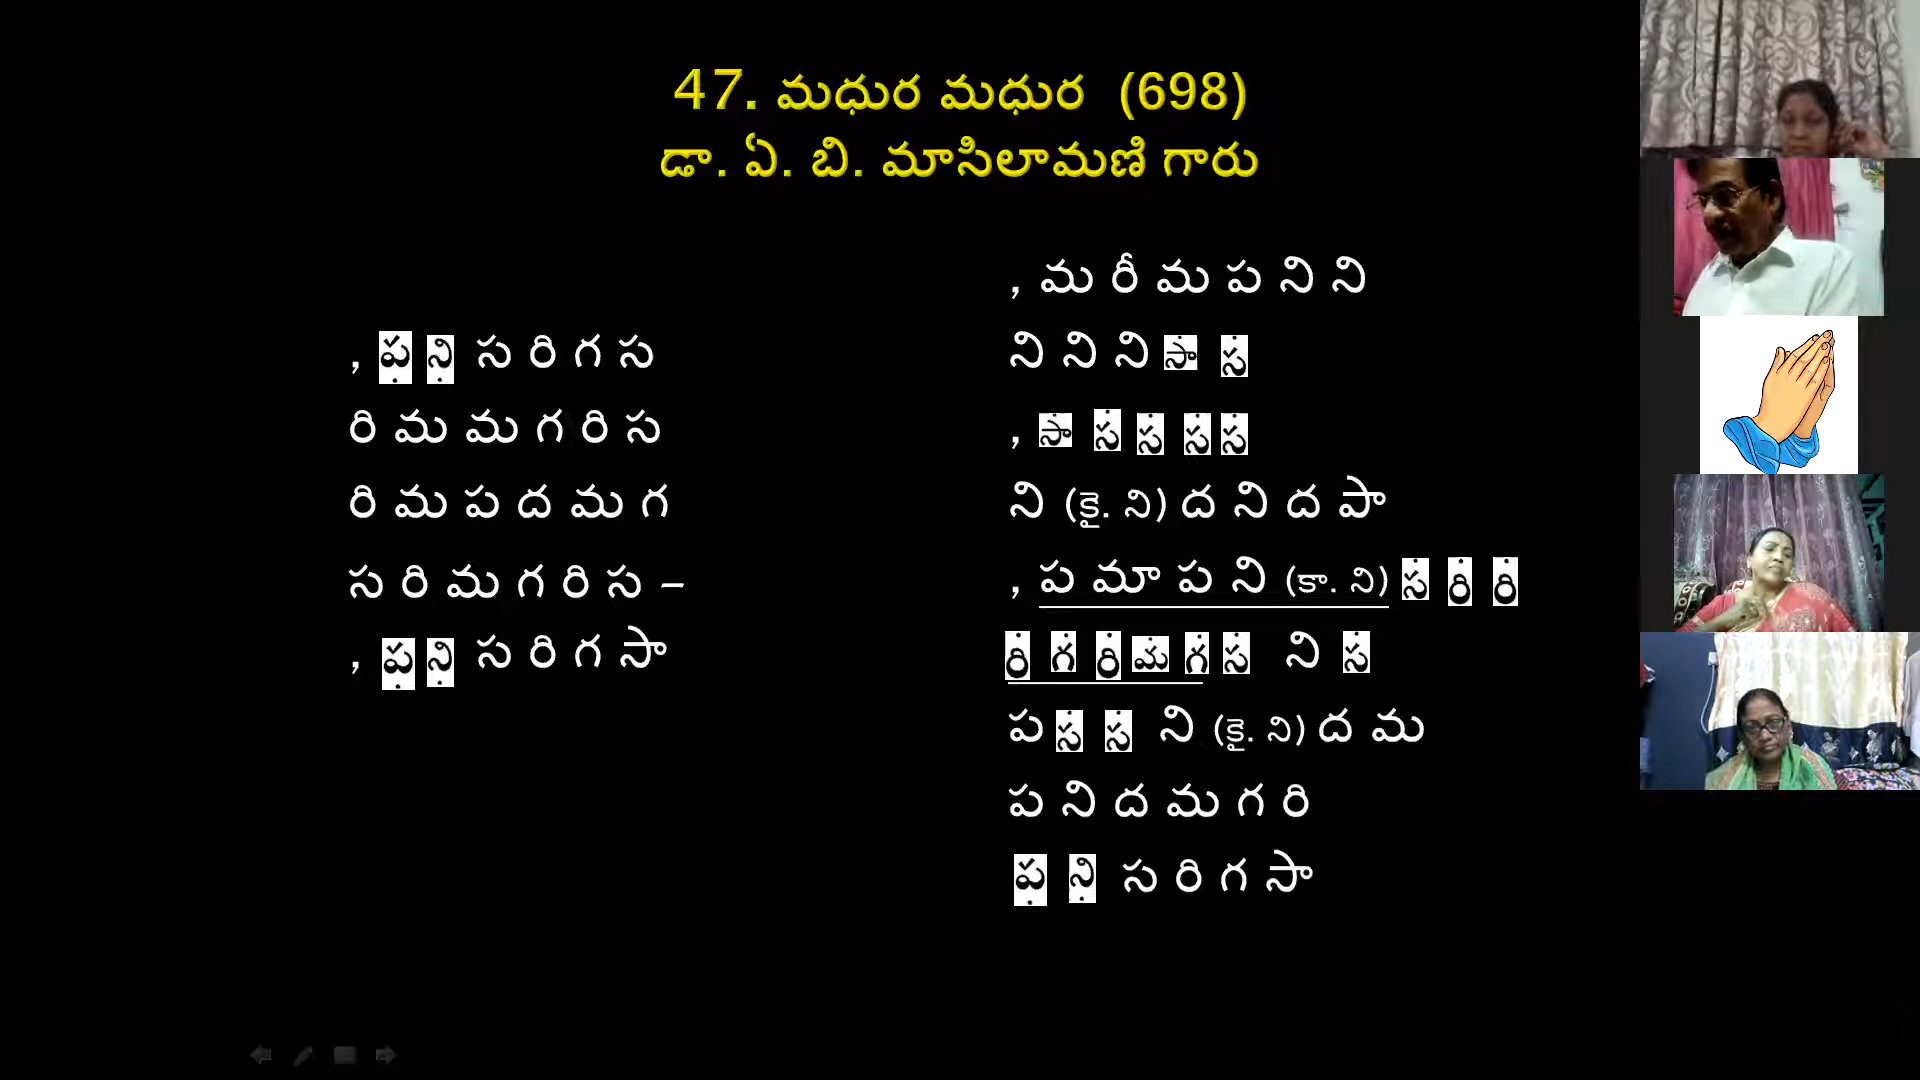 47. మధుర మధుర (698)
డా. ఏ. బి. మాసిలామణి గారు
, ప ని స రి గ స
రి మ మ గ రి స
రి మ ప ద మ గ
స రి మ గ రి స –
, ప ని స రి గ సా
, మ రీ మ ప ని ని
ని ని ని సా స
, సా స స స స
ని (కై. ని) ద ని ద పా
, ప మా ప ని (కా. ని) స రి రి
రి గ రి మ గ స ని స
ప స స ని (కై. ని) ద మ
ప ని ద మ గ రి
ప ని స రి గ సా